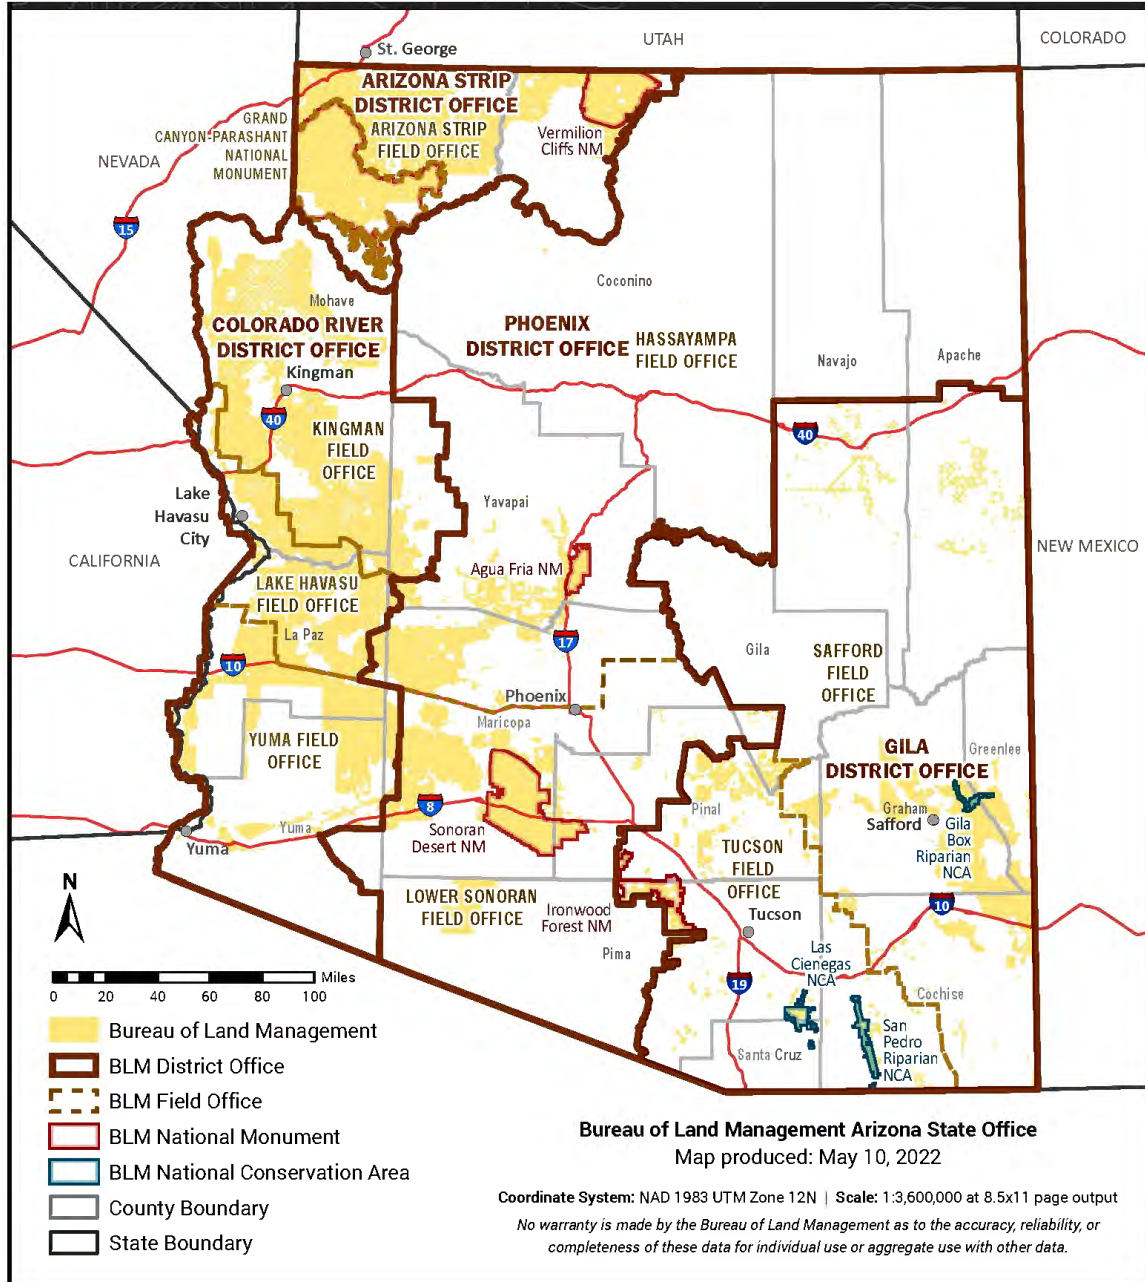 UTAH
COLORADO
St. George
ARIZONA STRIP
DISTRICT OFFICE
ARIZONA STRIP
FIELD OFFICE
GRAND
CANYON-PARASHANT
NATIONAL
MONUMENT
Vermilion
Cliffs NM
NEVADA
15
Coconino
Mohave
COLORADO RIVER
DISTRICT OFFICE
PHOENIX
DISTRICT OFFICE
HASSAYAMPA
FIELD OFFICE
Navajo
Apache
Kingman
40
KINGMAN
FIELD
OFFICE
40
Lake
Havasu
City
Yavapai
CALIFORNIA
NEW MEXICO
Agua Fria NM
LAKE HAVASU
FIELD OFFICE
La Paz
10
17
Gila
SAFFORD
FIELD
OFFICE
Phoenix
Maricopa
YUMA FIELD
OFFICE
GILA
DISTRICT OFFICE
Greenlee
8
Sonoran
Desert NM
Pinal
Graham
Safford
Gila
Box
Riparian
NCA
Yuma
Yuma
TUCSON
FIELD
OFFICE
N
LOWER SONORAN
FIELD OFFICE
Ironwood
Forest NM
Tucson
10
Pima
Las
Cienegas
NCA
19
Cochise
San
Pedro
Riparian
NCA
Santa Cruz
Miles
0 20 40 60 80 100
Bureau of Land Management
BLM District Office
BLM Field Office
BLM National Monument
BLM National Conservation Area
County Boundary
State Boundary
Bureau of Land Management Arizona State Office
Map produced: May 10, 2022
Coordinate System: NAD 1983 UTM Zone 12N | Scale: 1:3,600,000 at 8.5x11 page output
No warranty is made by the Bureau of Land Management as to the accuracy, reliability, or
completeness of these data for individual use or aggregate use with other data.